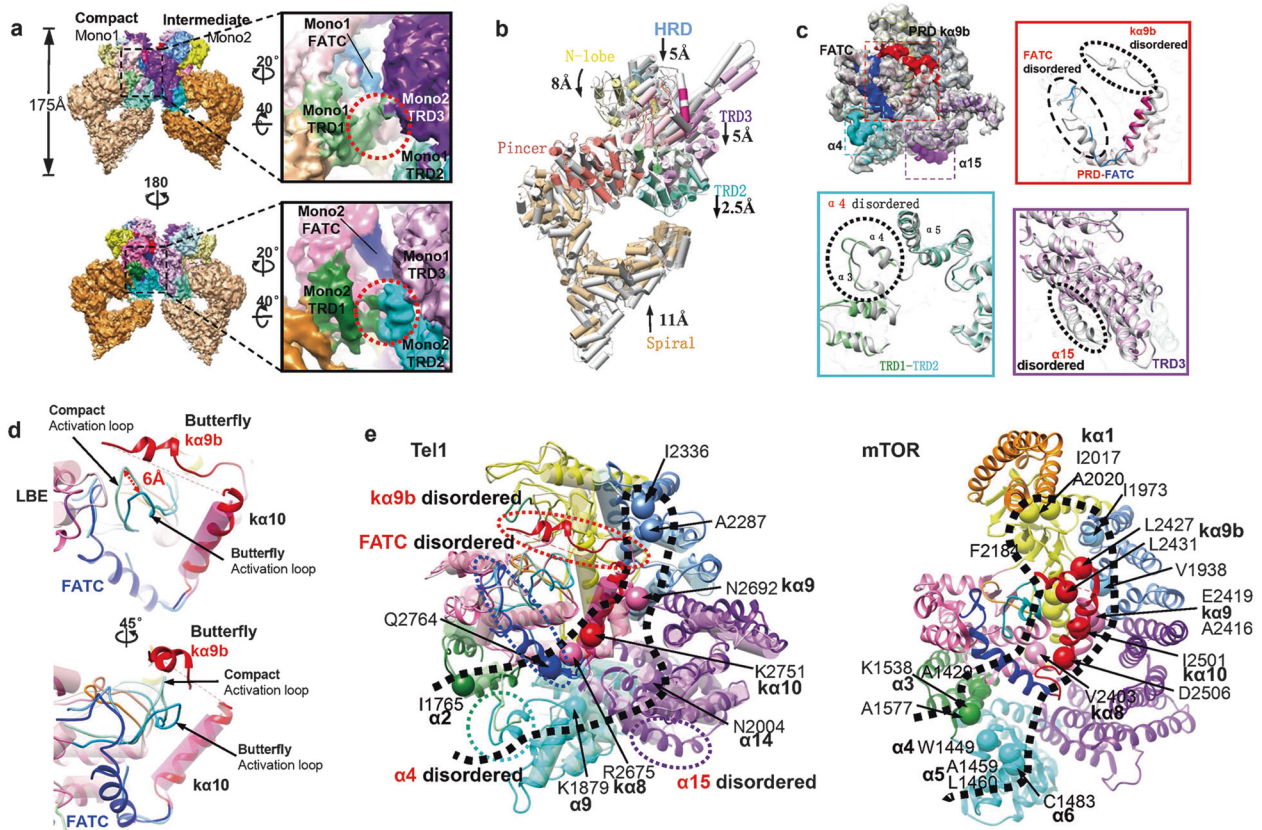 a
Compact
Mono1
Intermediate
Mono2
175Å
20°
40°
Mono1
FATC
Mono1
TRD1
Mono2
TRD3
Mono1
TRD2
180
20°
40°
Mono2
FATC
Mono1
TRD3
Mono2
TRD1
Mono2
TRD2
b
HRD
5Å
N-lobe
8Å
TRD3
5Å
Pincer
TRD2
2.5Å
11Å
Spiral
c
FATC
PRD kα9b
α4
α15
kα9b
disordered
FATC
disordered
PRD-FATC
α 4 disordered
α 4
α 5
α 3
TRD1-TRD2
α15
disordered
TRD3
d
Compact
Activation loop
Butterfly
kα9b
6Å
LBE
kα10
Butterfly
Activation loop
FATC
45°
Butterfly
kα9b
Compact
Activation loop
Butterfly
Activation loop
kα10
FATC
e
Tel1
I2336
kα9b disordered
A2287
FATC disordered
N2692 kα9
Q2764
K2751
kα10
I1765
α2
N2004
α14
α4 disordered
R2675
kα8
K1879
α9
α15 disordered
mTOR
kα1
I2017
A2020
I1973
L2427
kα9b
L2431
F2184
V1938
E2419
kα9
A2416
K1538
A1429
α3
I2501
kα10
A1577
V2403
kα8
D2506
α4 W1449
α5 A1459
L1460
C1483
α6